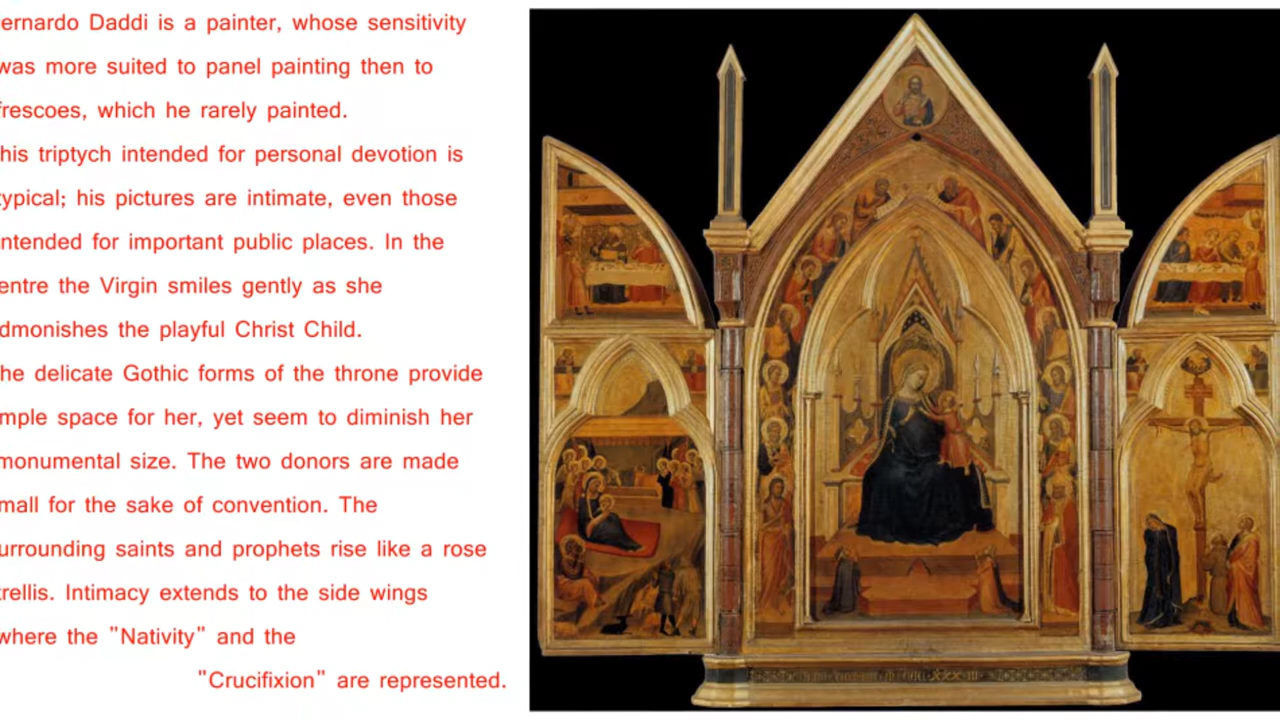 ernardo Daddi is a painter, whose sensitivity
was more suited to panel painting then to
frescoes, which he rarely painted.
his triptych intended for personal devotion is
typical; his pictures are intimate, even those
intended for important public places. In the
entre the Virgin smiles gently as she
dmonishes the playful Christ Child.
he delicate Gothic forms of the throne provide
mple space for her, yet seem to diminish her
monumental size. The two donors are made
mall for the sake of convention. The
urrounding saints and prophets rise like a rose
trellis. Intimacy extends to the side wings
where the "Nativity" and the
"Crucifixion" are represented.